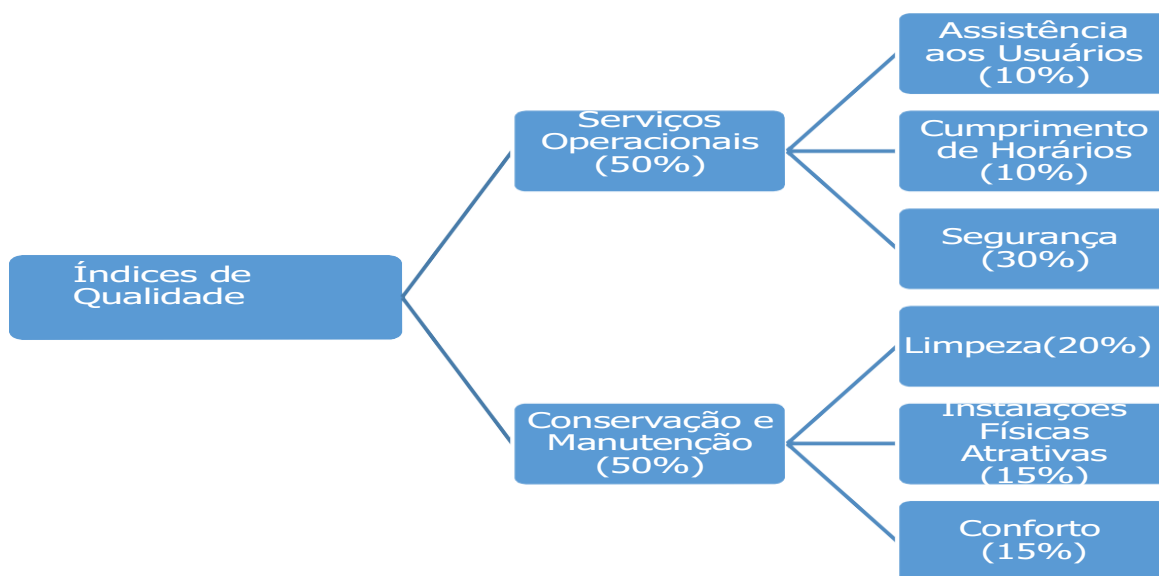 Índices de
Qualidade
Serviços
Operacionais
(50%)
Assistência
aos Usuários
(10%)
Cumprimento
de Horários
(10%)
Segurança
(30%)
Conservação e
Manutenção
(50%)
Limpeza(20%)
Instalações
Físicas
Atrativas
(15%)
Conforto
(15%)